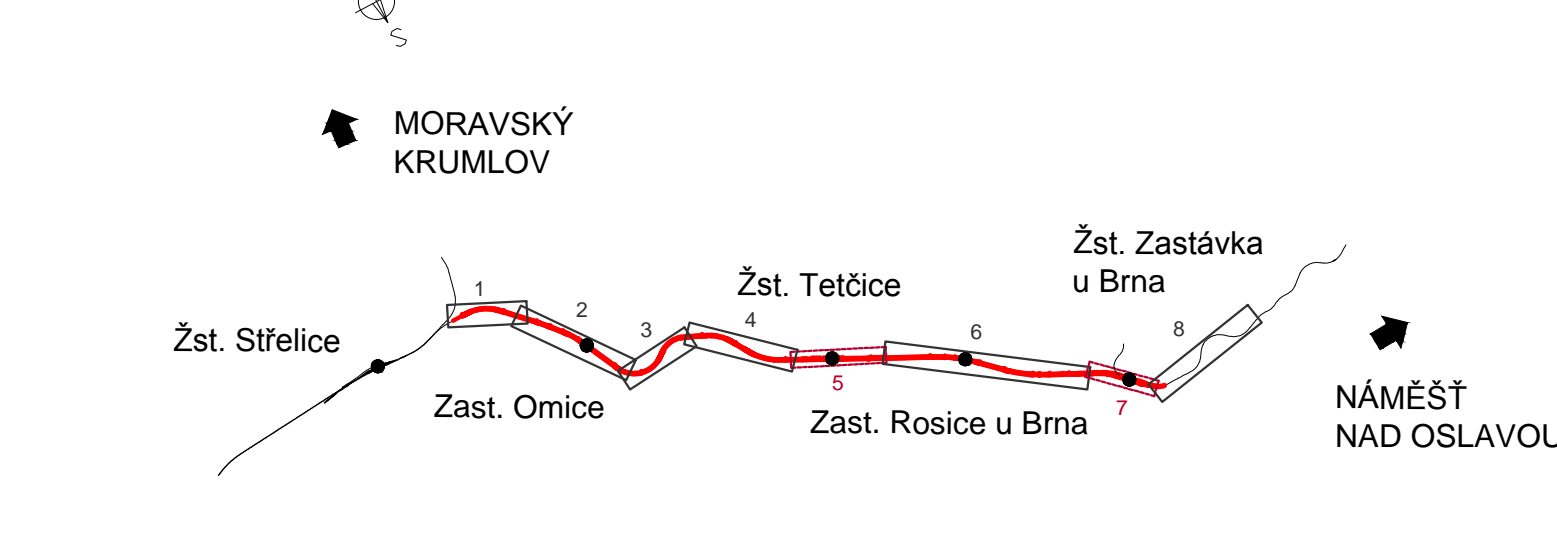 S
MORAVSKÝ
KRUMLOV
Žst. Zastávka
u Brna
Žst. Tetčice
1
2
3
4
6
8
Žst. Střelice
5
7
Zast. Omice
Zast. Rosice u Brna
NÁMĚŠŤ
NAD OSLAVOU